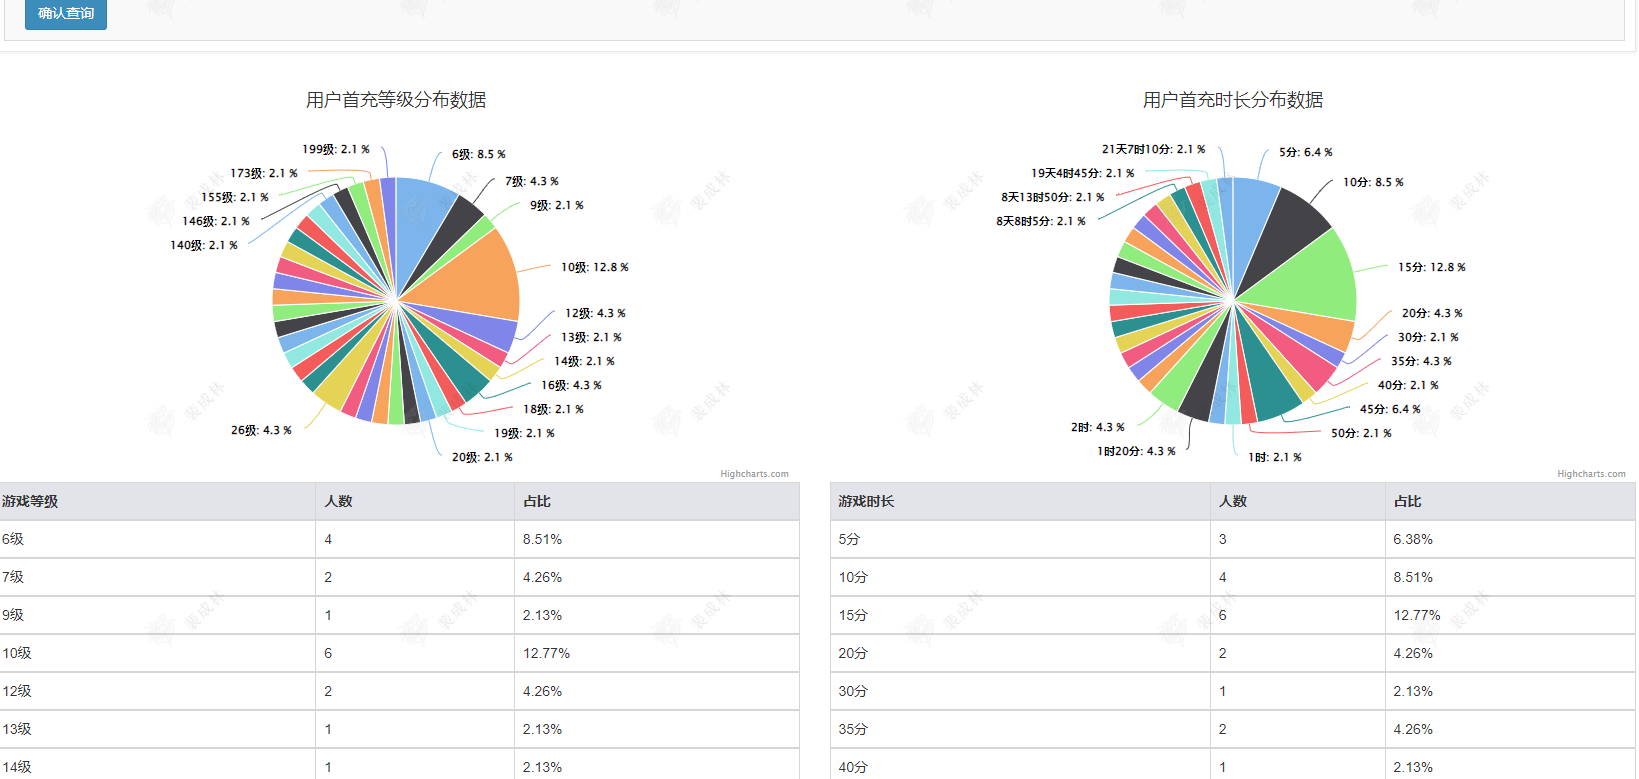 确认查询
用户首充等级分布数据
199级: 2.1 %
6级: 8.5 %
173级: 2.1 %
7级: 4.3 %
155级: 2.1 %
9级: 2.1 %
146级: 2.1 %
140级: 2.1 %
10级: 12.8 %
12级: 4.3 %
13级: 2.1 %
14级: 2.1 %
16级: 4.3 %
18级: 2.1 %
26级: 4.3 %
19级: 2.1 %
20级: 2.1 %
Highcharts.com
用户首充时长分布数据
21天7时10分: 2.1 %
5分: 6.4 %
19天4时45分: 2.1 %
10分: 8.5 %
8天13时50分: 2.1 %
8天8时5分: 2.1 %
15分: 12.8 %
20分: 4.3 %
30分: 2.1 %
35分: 4.3 %
40分: 2.1 %
45分: 6.4 %
2时: 4.3 %
50分: 2.1 %
1时20分: 4.3 %
1时: 2.1 %
Highcharts.com
游戏等级 人数 占比
6级 4 8.51%
7级 2 4.26%
9级 1 2.13%
10级 6 12.77%
12级 2 4.26%
13级 1 2.13%
14级 1 2.13%
游戏时长 人数 占比
5分 3 6.38%
10分 4 8.51%
15分 6 12.77%
20分 2 4.26%
30分 1 2.13%
35分 2 4.26%
40分 1 2.13%
裴成林